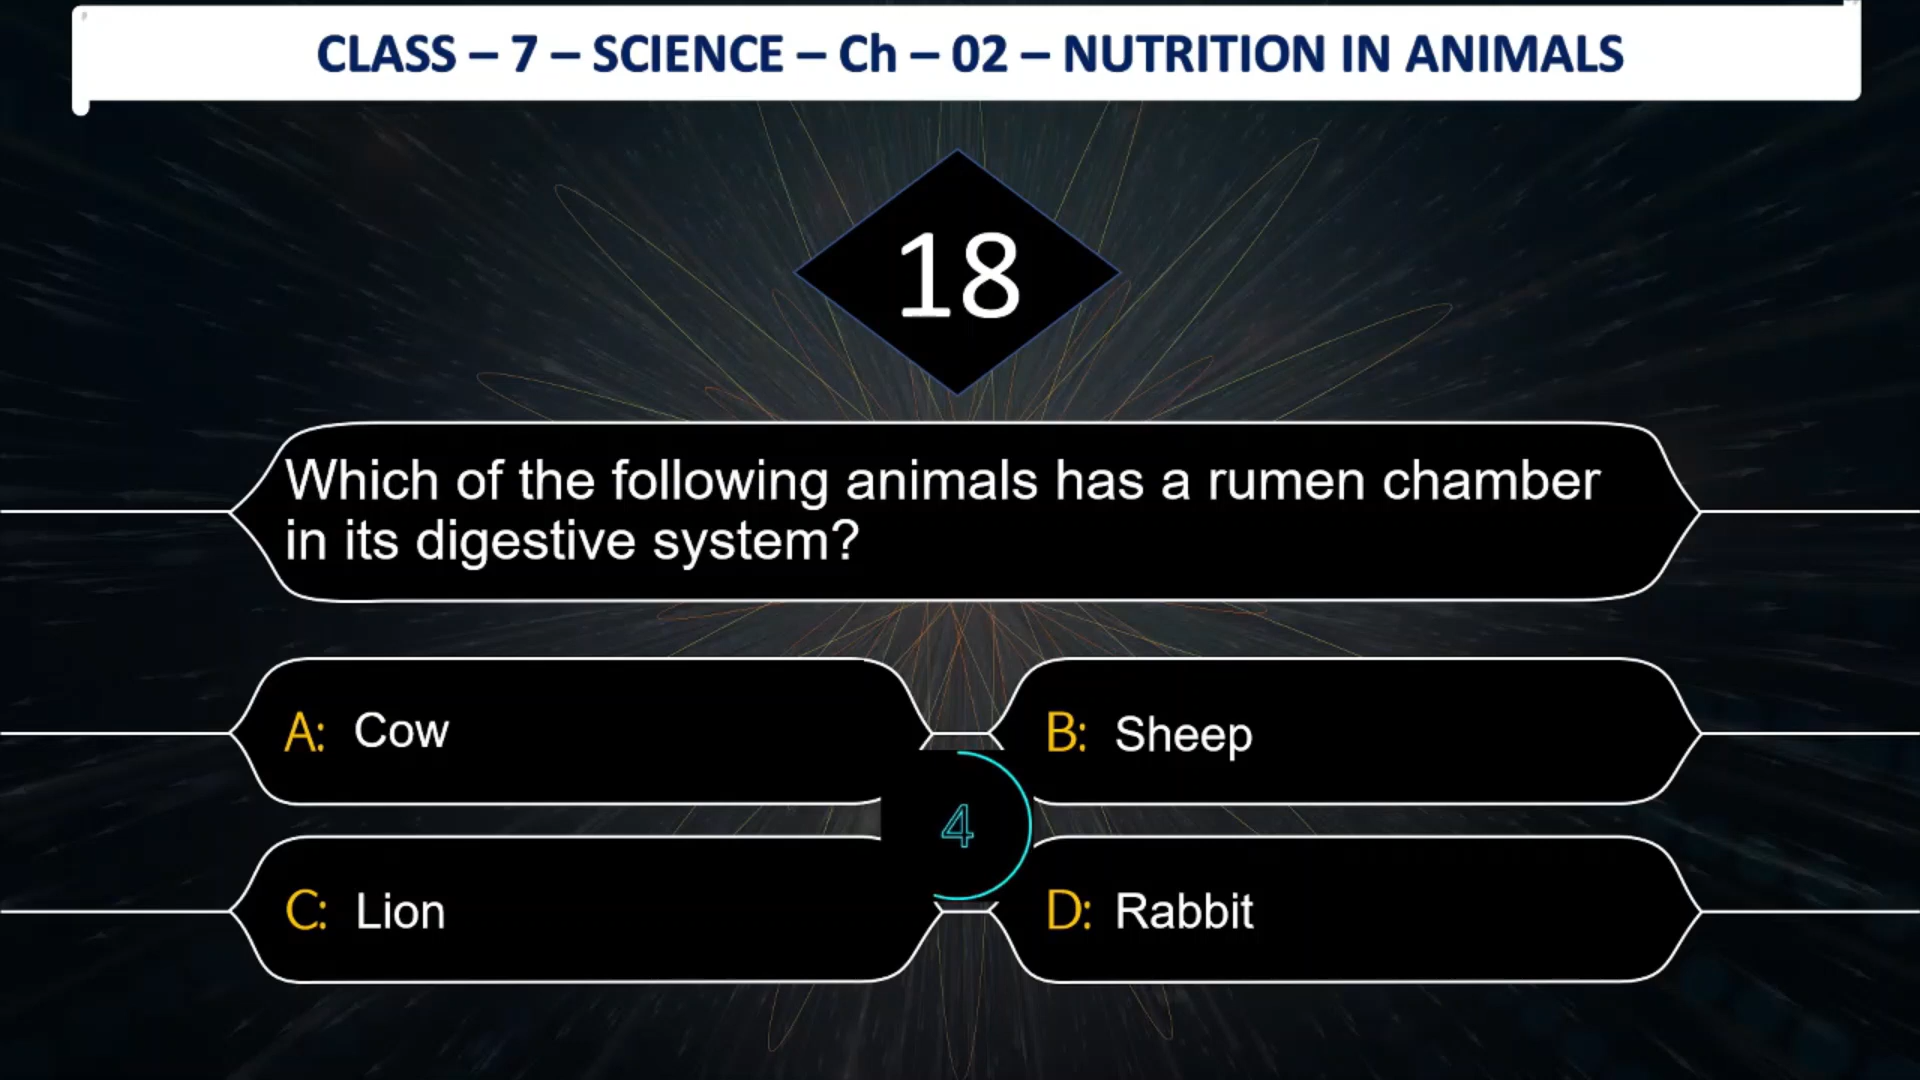 CLASS – 7 – SCIENCE – Ch – 02 – NUTRITION IN ANIMALS
18
Which of the following animals has a rumen chamber
in its digestive system?
A: Cow
B: Sheep
4
C: Lion
D: Rabbit